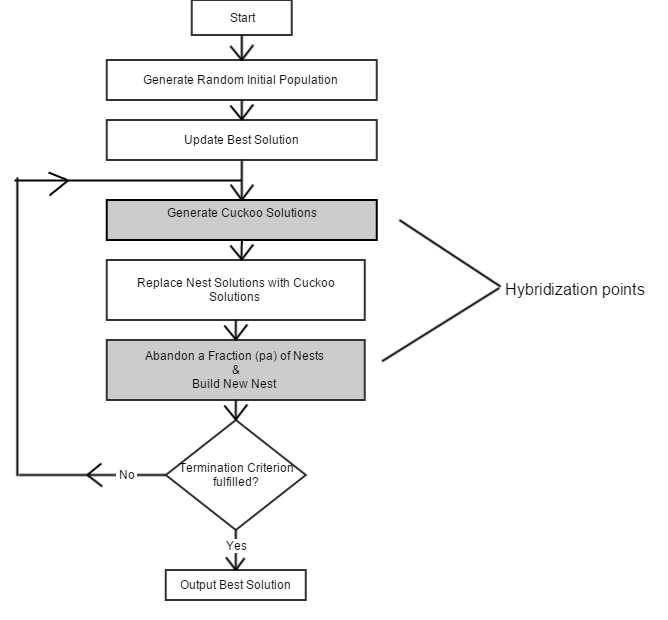 Start
Generate Random Initial Population
Update Best Solution
Generate Cuckoo Solutions
Hybridization points
Replace Nest Solutions with Cuckoo
Solutions
Abandon a Fraction (pa) of Nests
&
Build New Nest
Termination Criterion
fulfilled?
No
Yes
Output Best Solution